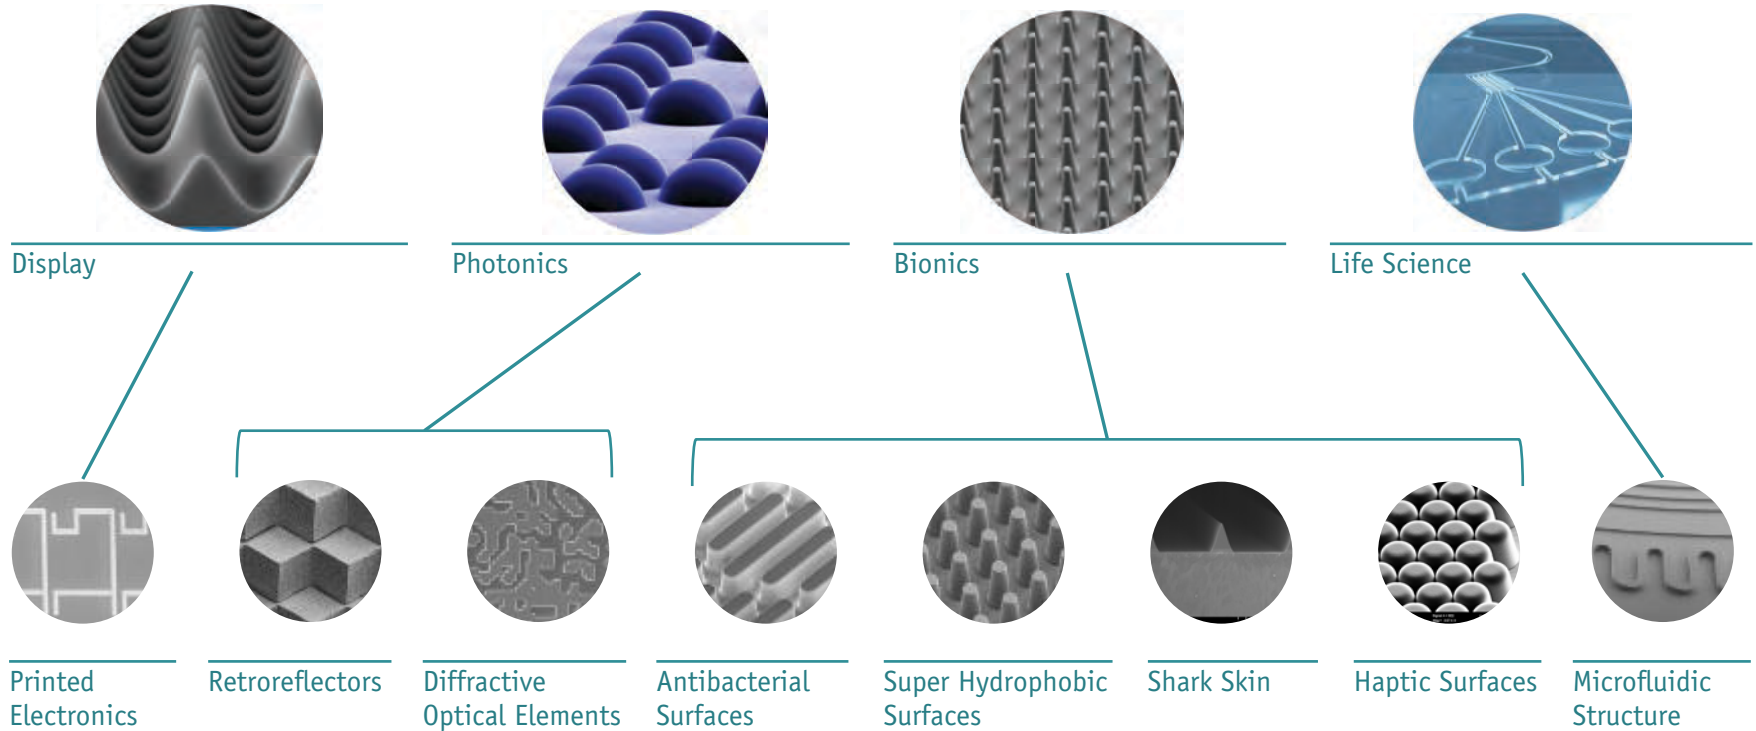 Display
Photonics
Bionics
Life Science
Printed
Electronics
Retroreflectors
Diffractive
Optical Elements
Antibacterial
Surfaces
Super Hydrophobic
Surfaces
Shark Skin
Haptic Surfaces
Microfluidic
Structure